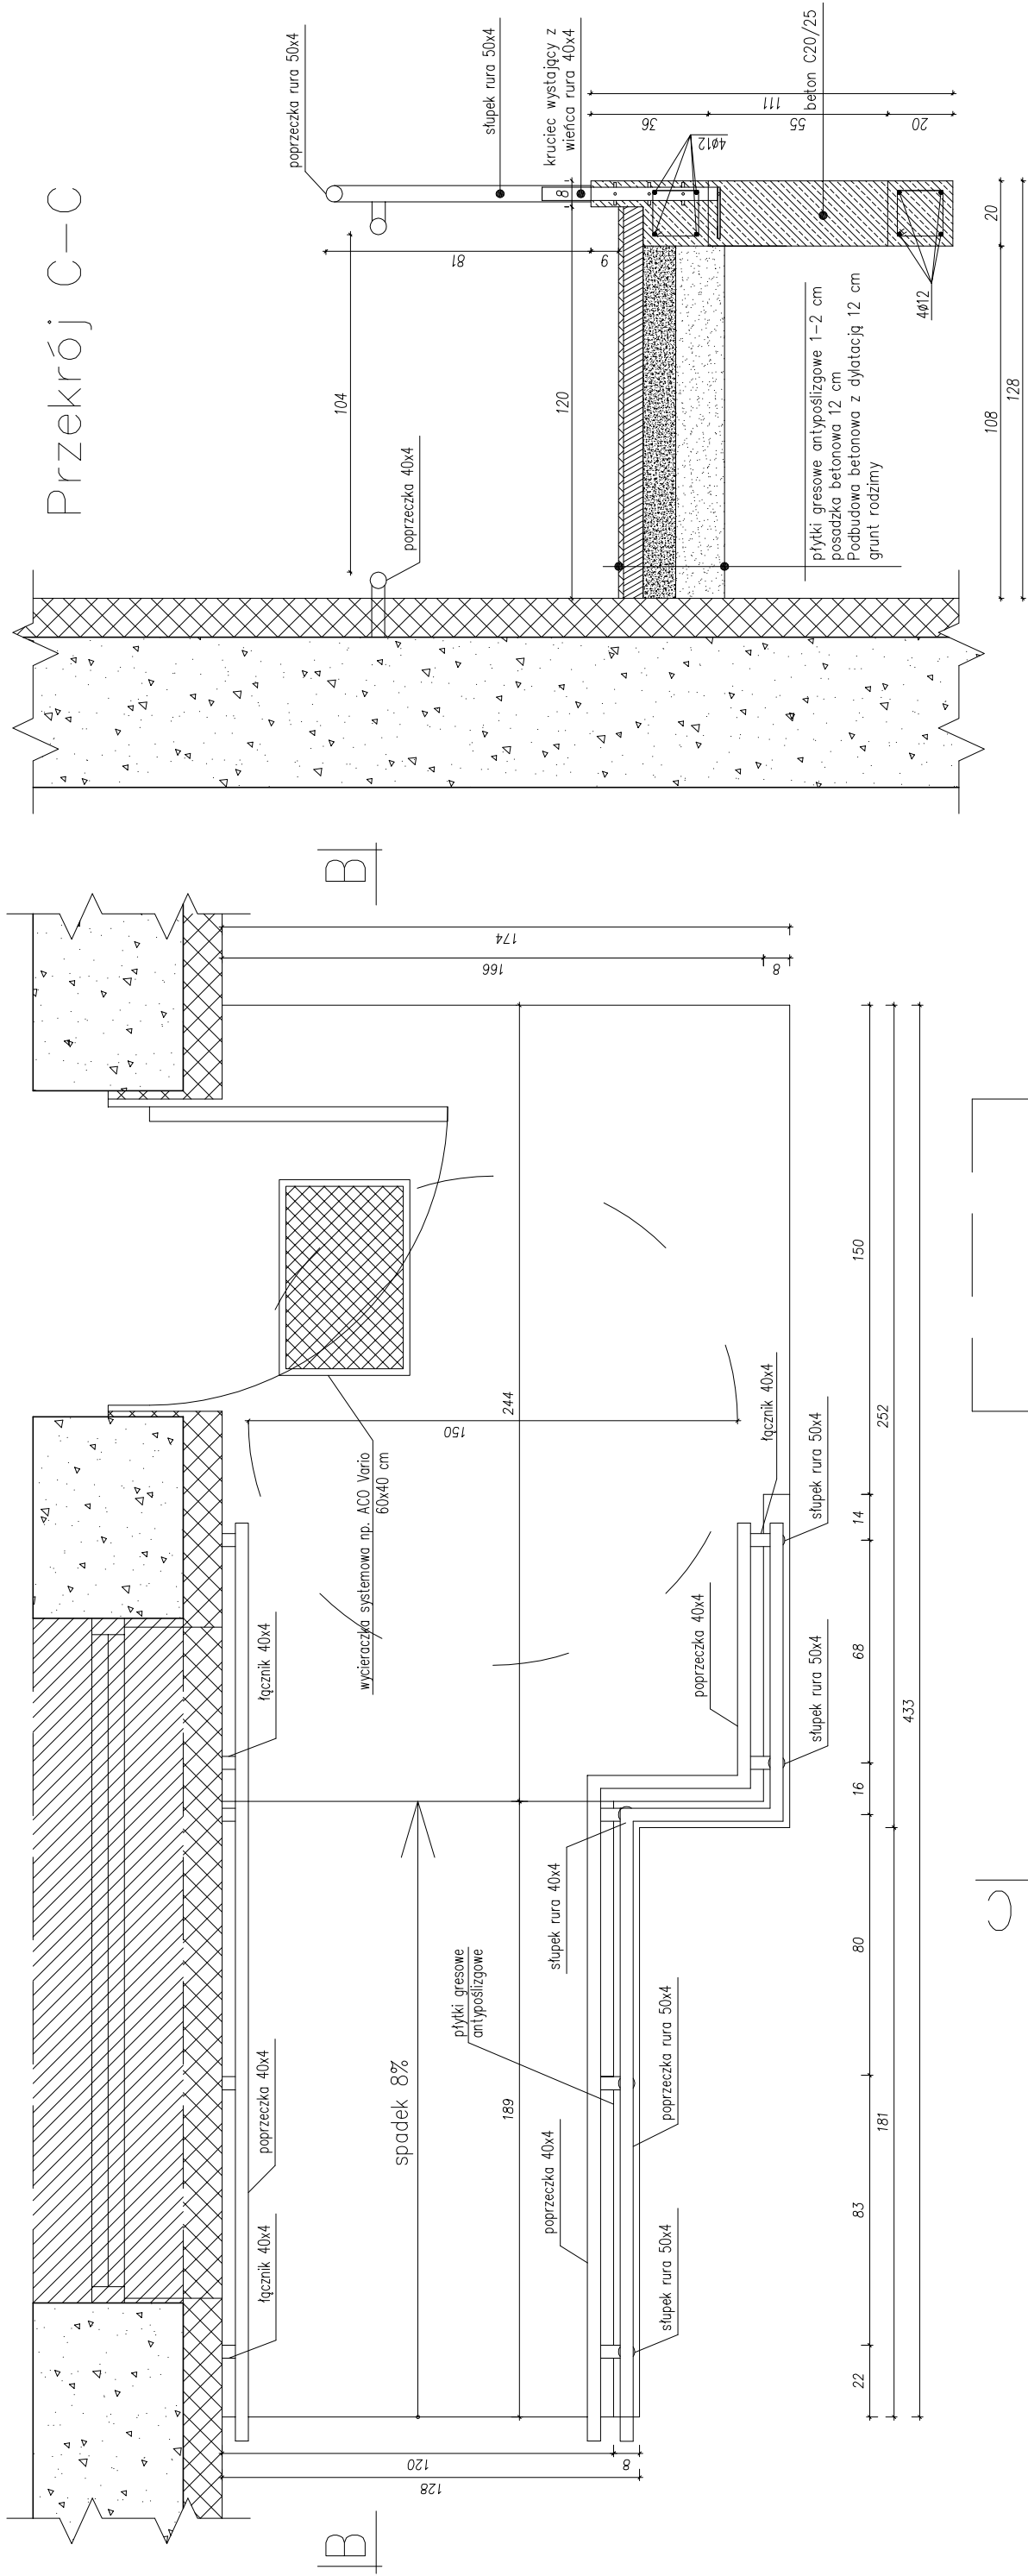 Przekrój C-C
poprzeczka rura 50x4
słupek rura 50x4
kruciec wystający z
wieńca rura 40x4
poprzeczka 40x4
104
81
9
8
120
36
55
20
111
beton C20/25
4ø12
4ø12
20
108
128
płytki gresowe antypoślizgowe 1-2 cm
posadzka betonowa 12 cm
Podbudowa betonowa z dylatacją 12 cm
grunt rodzimy
B
B
C
174
166
8
wycieraczka systemowa np. ACO Vario
60x40 cm
150
244
189
spadek 8%
łącznik 40x4
łącznik 40x4
poprzeczka 40x4
płytki gresowe
antypoślizgowe
słupek rura 40x4
poprzeczka 40x4
poprzeczka rura 50x4
słupek rura 50x4
poprzeczka 40x4
łącznik 40x4
słupek rura 50x4
słupek rura 50x4
120
8
128
22
83
80
16
68
14
150
181
252
433